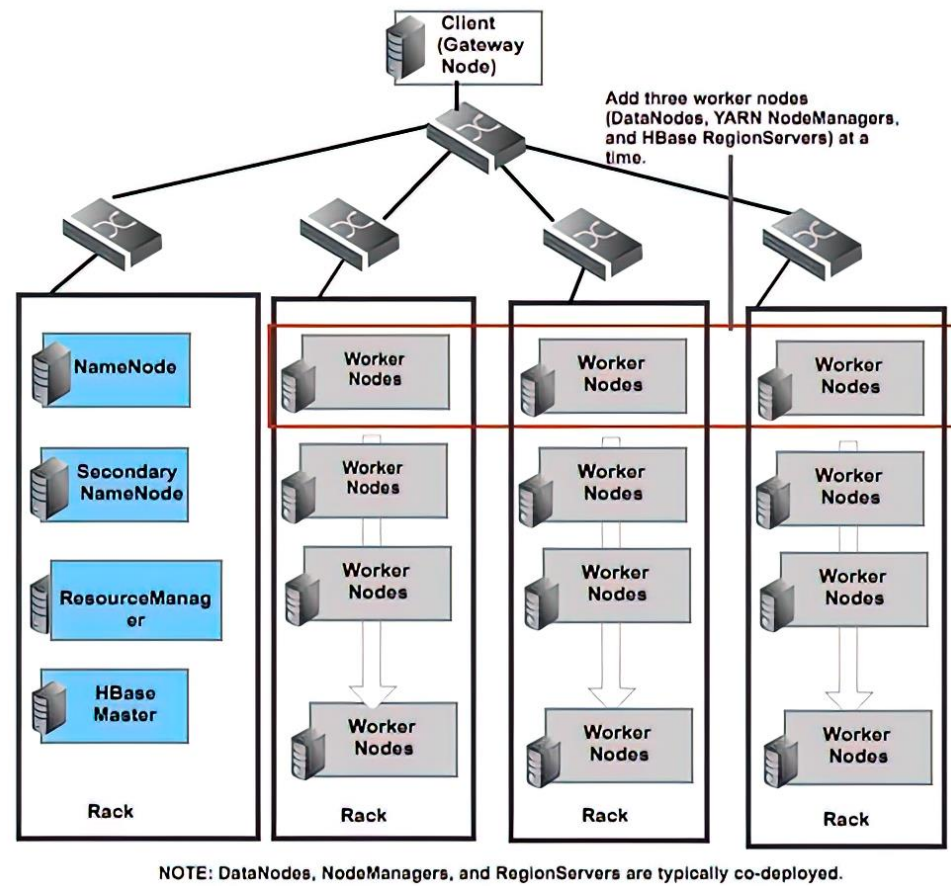 Client
(Gateway
Node)
Add three worker nodes
(DataNodes, YARN NodeManagers,
and HBase RegionServers) at a
time.
NameNode
Secondary
NameNode
ResourceManag
er
HBase
Master
Rack
Worker
Nodes
Worker
Nodes
Worker
Nodes
Worker
Nodes
Rack
Worker
Nodes
Worker
Nodes
Worker
Nodes
Worker
Nodes
Rack
Worker
Nodes
Worker
Nodes
Worker
Nodes
Worker
Nodes
Rack
NOTE: DataNodes, NodeManagers, and RegionServers are typically co-deployed.